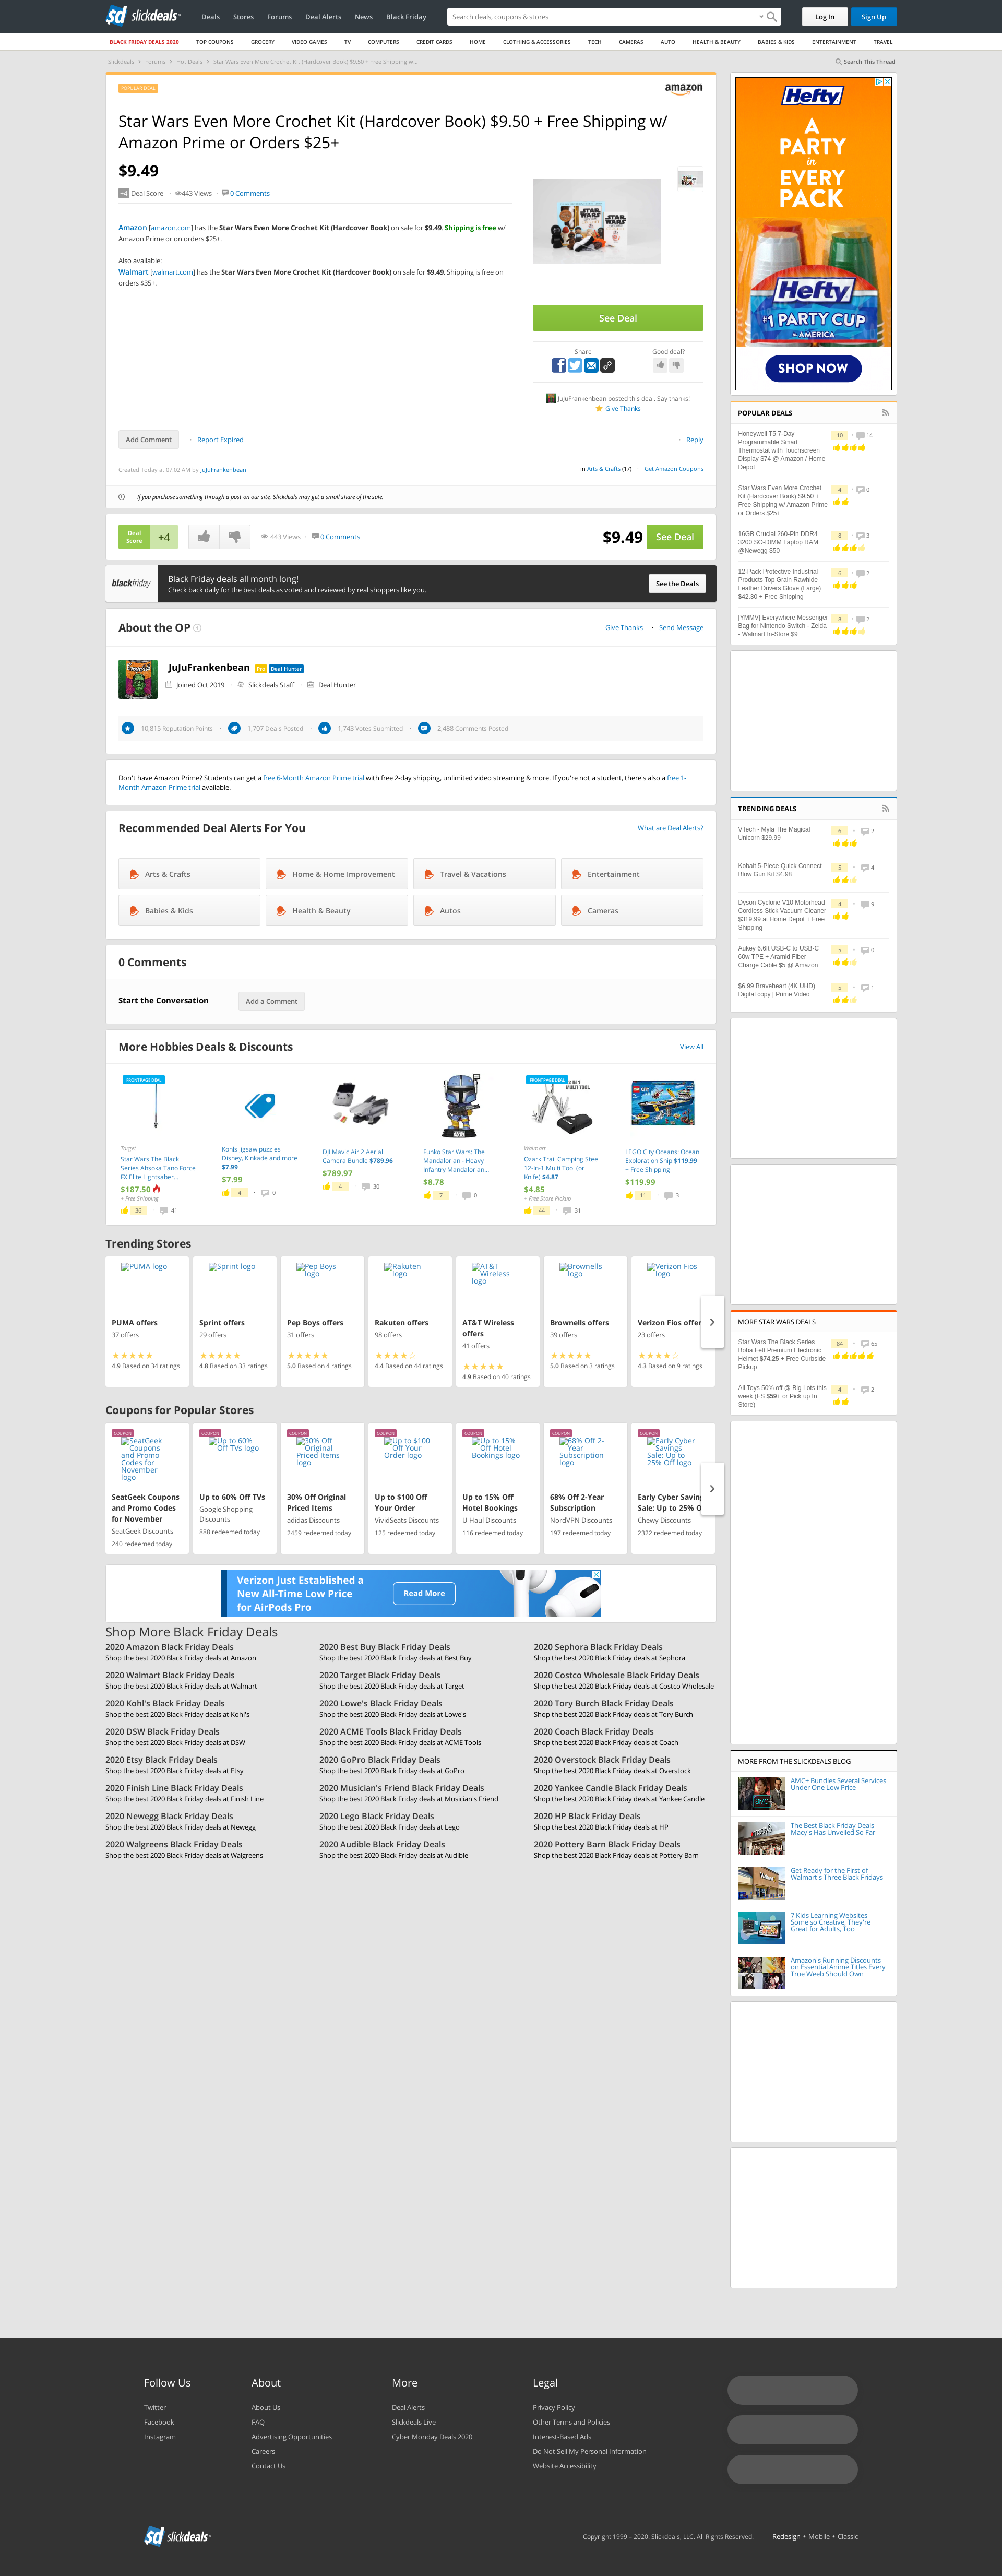 slickdeals
Deals Stores Forums Deal Alerts News Black Friday
Search deals, coupons & stores
Log In Sign Up
BLACK FRIDAY DEALS 2020 TOP COUPONS GROCERY VIDEO GAMES TV COMPUTERS CREDIT CARDS HOME CLOTHING & ACCESSORIES TECH CAMERAS AUTO HEALTH & BEAUTY BABIES & KIDS ENTERTAINMENT TRAVEL
Slickdeals > Forums > Hot Deals > Star Wars Even More Crochet Kit (Hardcover Book) $9.50 + Free Shipping w...
Search This Thread
POPULAR DEAL
amazon
Star Wars Even More Crochet Kit (Hardcover Book) $9.50 + Free Shipping w/
Amazon Prime or Orders $25+
$9.49
+4 Deal Score 443 Views 0 Comments
Amazon [amazon.com] has the Star Wars Even More Crochet Kit (Hardcover Book) on sale for $9.49. Shipping is free w/
Amazon Prime or on orders $25+.
Also available:
Walmart [walmart.com] has the Star Wars Even More Crochet Kit (Hardcover Book) on sale for $9.49. Shipping is free on
orders $35+.
See Deal
Share Good deal?
JuJuFrankenbean posted this deal. Say thanks!
Give Thanks
Add Comment Report Expired Reply
Created Today at 07:02 AM by JuJuFrankenbean
in Arts & Crafts (17) Get Amazon Coupons
If you purchase something through a post on our site, Slickdeals may get a small share of the sale.
Deal
Score
+4
443 Views 0 Comments
$9.49 See Deal
blackfriday
Black Friday deals all month long!
Check back daily for the best deals as voted and reviewed by real shoppers like you.
See the Deals
About the OP
Give Thanks Send Message
JuJuFrankenbean Pro Deal Hunter
Joined Oct 2019 Slickdeals Staff Deal Hunter
10,815 Reputation Points 1,707 Deals Posted 1,743 Votes Submitted 2,488 Comments Posted
Don't have Amazon Prime? Students can get a free 6-Month Amazon Prime trial with free 2-day shipping, unlimited video streaming & more. If you're not a student, there's also a free 1-
Month Amazon Prime trial available.
Recommended Deal Alerts For You
What are Deal Alerts?
Arts & Crafts Home & Home Improvement Travel & Vacations Entertainment
Babies & Kids Health & Beauty Autos Cameras
0 Comments
Start the Conversation Add a Comment
More Hobbies Deals & Discounts
View All
FRONTPAGE DEAL
Target
Star Wars The Black
Series Ahsoka Tano Force
FX Elite Lightsaber...
$187.50
+ Free Shipping
36 41
Kohls jigsaw puzzles
Disney, Kinkade and more
$7.99
$7.99
4 0
DJI Mavic Air 2 Aerial
Camera Bundle $789.96
$789.97
4 30
Funko Star Wars: The
Mandalorian - Heavy
Infantry Mandalorian...
$8.78
7 0
FRONTPAGE DEAL
12 IN 1
MULTI TOOL
Walmart
Ozark Trail Camping Steel
12-in-1 Multi Tool (or
Knife) $4.87
$4.85
+ Free Store Pickup
44 31
LEGO City Oceans: Ocean
Exploration Ship $119.99
+ Free Shipping
$119.99
11 3
Trending Stores
PUMA logo
PUMA offers
37 offers
4.9 Based on 34 ratings
Sprint logo
Sprint offers
29 offers
4.8 Based on 33 ratings
Pep Boys
logo
Pep Boys offers
31 offers
5.0 Based on 4 ratings
Rakuten
logo
Rakuten offers
98 offers
4.4 Based on 44 ratings
AT&T
Wireless
logo
AT&T Wireless
offers
41 offers
4.9 Based on 40 ratings
Brownells
logo
Brownells offers
39 offers
5.0 Based on 3 ratings
Verizon Fios
logo
Verizon Fios offer
23 offers
4.3 Based on 9 ratings
Coupons for Popular Stores
COUPON
SeatGeek
Coupons
and Promo
Codes for
November
logo
SeatGeek Coupons
and Promo Codes
for November
SeatGeek Discounts
240 redeemed today
COUPON
Up to 60%
Off TVs logo
Up to 60% Off TVs
Google Shopping
Discounts
888 redeemed today
COUPON
30% Off
Original
Priced Items
logo
30% Off Original
Priced Items
adidas Discounts
2459 redeemed today
COUPON
Up to $100
Off Your
Order logo
Up to $100 Off
Your Order
VividSeats Discounts
125 redeemed today
COUPON
Up to 15%
Off Hotel
Bookings logo
Up to 15% Off
Hotel Bookings
U-Haul Discounts
116 redeemed today
COUPON
68% Off 2-
Year
Subscription
logo
68% Off 2-Year
Subscription
NordVPN Discounts
197 redeemed today
COUPON
Early Cyber
Savings
Sale: Up to
25% Off logo
Early Cyber Saving
Sale: Up to 25% O
Chewy Discounts
2322 redeemed today
Verizon Just Established a
New All-Time Low Price
for AirPods Pro
Read More
Shop More Black Friday Deals
2020 Amazon Black Friday Deals
Shop the best 2020 Black Friday deals at Amazon
2020 Walmart Black Friday Deals
Shop the best 2020 Black Friday deals at Walmart
2020 Kohl's Black Friday Deals
Shop the best 2020 Black Friday deals at Kohl's
2020 DSW Black Friday Deals
Shop the best 2020 Black Friday deals at DSW
2020 Etsy Black Friday Deals
Shop the best 2020 Black Friday deals at Etsy
2020 Finish Line Black Friday Deals
Shop the best 2020 Black Friday deals at Finish Line
2020 Newegg Black Friday Deals
Shop the best 2020 Black Friday deals at Newegg
2020 Walgreens Black Friday Deals
Shop the best 2020 Black Friday deals at Walgreens
2020 Best Buy Black Friday Deals
Shop the best 2020 Black Friday deals at Best Buy
2020 Target Black Friday Deals
Shop the best 2020 Black Friday deals at Target
2020 Lowe's Black Friday Deals
Shop the best 2020 Black Friday deals at Lowe's
2020 ACME Tools Black Friday Deals
Shop the best 2020 Black Friday deals at ACME Tools
2020 GoPro Black Friday Deals
Shop the best 2020 Black Friday deals at GoPro
2020 Musician's Friend Black Friday Deals
Shop the best 2020 Black Friday deals at Musician's Friend
2020 Lego Black Friday Deals
Shop the best 2020 Black Friday deals at Lego
2020 Audible Black Friday Deals
Shop the best 2020 Black Friday deals at Audible
2020 Sephora Black Friday Deals
Shop the best 2020 Black Friday deals at Sephora
2020 Costco Wholesale Black Friday Deals
Shop the best 2020 Black Friday deals at Costco Wholesale
2020 Tory Burch Black Friday Deals
Shop the best 2020 Black Friday deals at Tory Burch
2020 Coach Black Friday Deals
Shop the best 2020 Black Friday deals at Coach
2020 Overstock Black Friday Deals
Shop the best 2020 Black Friday deals at Overstock
2020 Yankee Candle Black Friday Deals
Shop the best 2020 Black Friday deals at Yankee Candle
2020 HP Black Friday Deals
Shop the best 2020 Black Friday deals at HP
2020 Pottery Barn Black Friday Deals
Shop the best 2020 Black Friday deals at Pottery Barn
Hefty
A
PARTY
in
EVERY
PACK
Hefty
#1 PARTY CUP
IN AMERICA
SHOP NOW
POPULAR DEALS
Honeywell T5 7-Day
Programmable Smart
Thermostat with Touchscreen
Display $74 @ Amazon / Home
Depot
10 14
Star Wars Even More Crochet
Kit (Hardcover Book) $9.50 +
Free Shipping w/ Amazon Prime
or Orders $25+
4 0
16GB Crucial 260-Pin DDR4
3200 SO-DIMM Laptop RAM
@Newegg $50
8 3
12-Pack Protective Industrial
Products Top Grain Rawhide
Leather Drivers Glove (Large)
$42.30 + Free Shipping
6 2
[YMMV] Everywhere Messenger
Bag for Nintendo Switch - Zelda
- Walmart In-Store $9
8 2
TRENDING DEALS
VTech - Myla The Magical
Unicorn $29.99
6 2
Kobalt 5-Piece Quick Connect
Blow Gun Kit $4.98
5 4
Dyson Cyclone V10 Motorhead
Cordless Stick Vacuum Cleaner
$319.99 at Home Depot + Free
Shipping
4 9
Aukey 6.6ft USB-C to USB-C
60w TPE + Aramid Fiber
Charge Cable $5 @ Amazon
5 0
$6.99 Braveheart (4K UHD)
Digital copy | Prime Video
5 1
MORE STAR WARS DEALS
Star Wars The Black Series
Boba Fett Premium Electronic
Helmet $74.25 + Free Curbside
Pickup
84 65
All Toys 50% off @ Big Lots this
week (FS $59+ or Pick up In
Store)
4 2
MORE FROM THE SLICKDEALS BLOG
AMC+ Bundles Several Services
Under One Low Price
The Best Black Friday Deals
Macy's Has Unveiled So Far
Get Ready for the First of
Walmart's Three Black Fridays
7 Kids Learning Websites --
Some so Creative, They're
Great for Adults, Too
Amazon's Running Discounts
on Essential Anime Titles Every
True Weeb Should Own
Follow Us
Twitter
Facebook
Instagram
About
About Us
FAQ
Advertising Opportunities
Careers
Contact Us
More
Deal Alerts
Slickdeals Live
Cyber Monday Deals 2020
Legal
Privacy Policy
Other Terms and Policies
Interest-Based Ads
Do Not Sell My Personal Information
Website Accessibility
slickdeals
Copyright 1999 – 2020. Slickdeals, LLC. All Rights Reserved. Redesign • Mobile • Classic